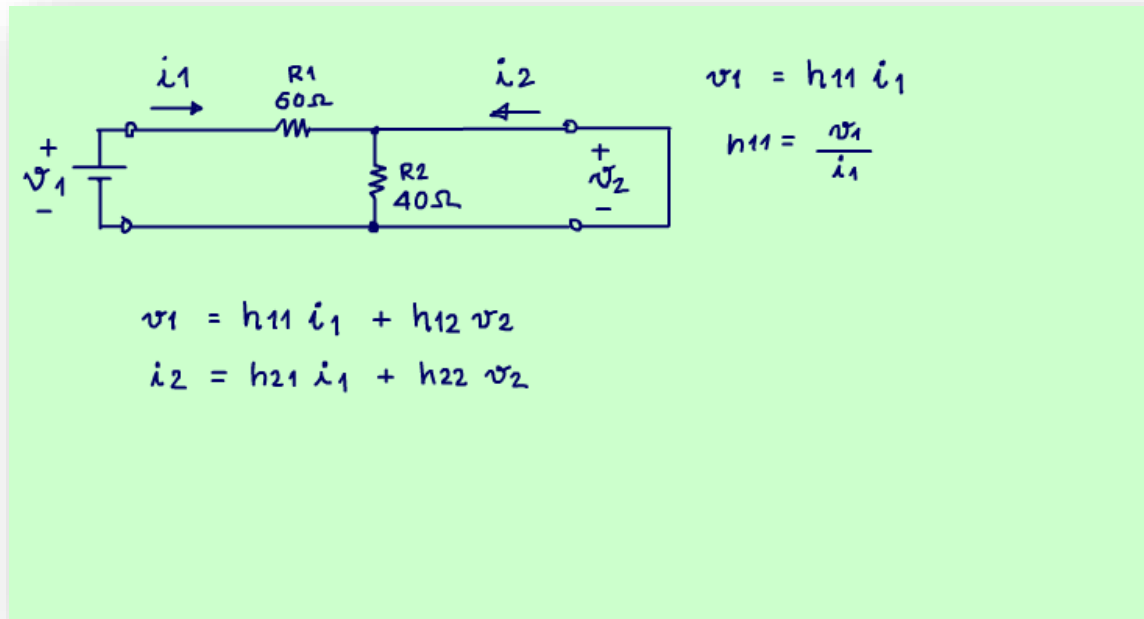 i1
R1
60Ω
i2
v1 = h11 i1
+
v1
-
R2
40Ω
+
v2
-
h11 = v1 / i1
v1 = h11 i1 + h12 v2
i2 = h21 i1 + h22 v2